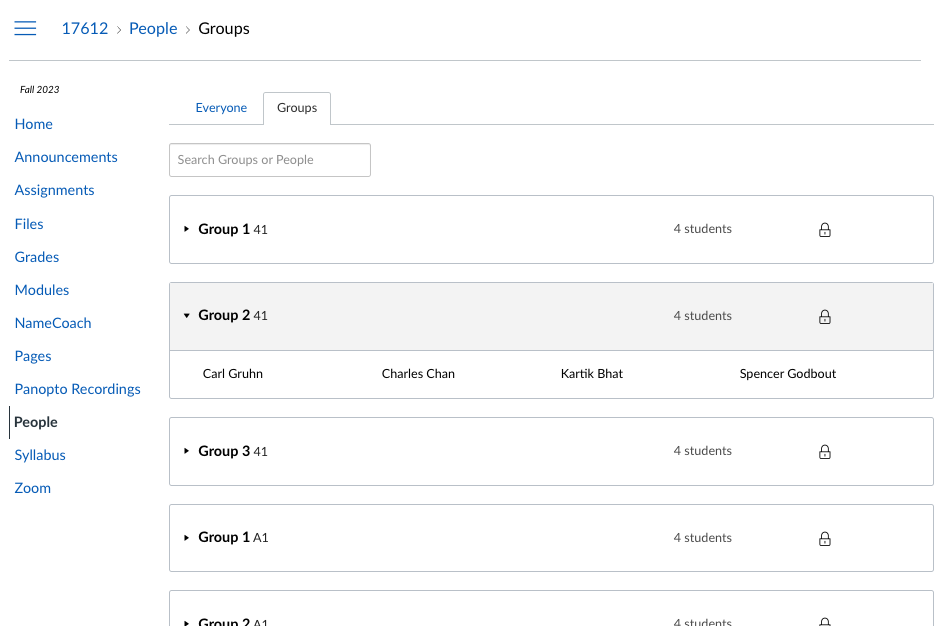 17612 › People › Groups
Fall 2023
Home
Announcements
Assignments
Files
Grades
Modules
NameCoach
Pages
Panopto Recordings
People
Syllabus
Zoom
Everyone Groups
Search Groups or People
Group 1 41 4 students
Group 2 41 4 students
Carl Gruhn Charles Chan Kartik Bhat Spencer Godbout
Group 3 41 4 students
Group 1 A1 4 students
Group 2 A1 4 students